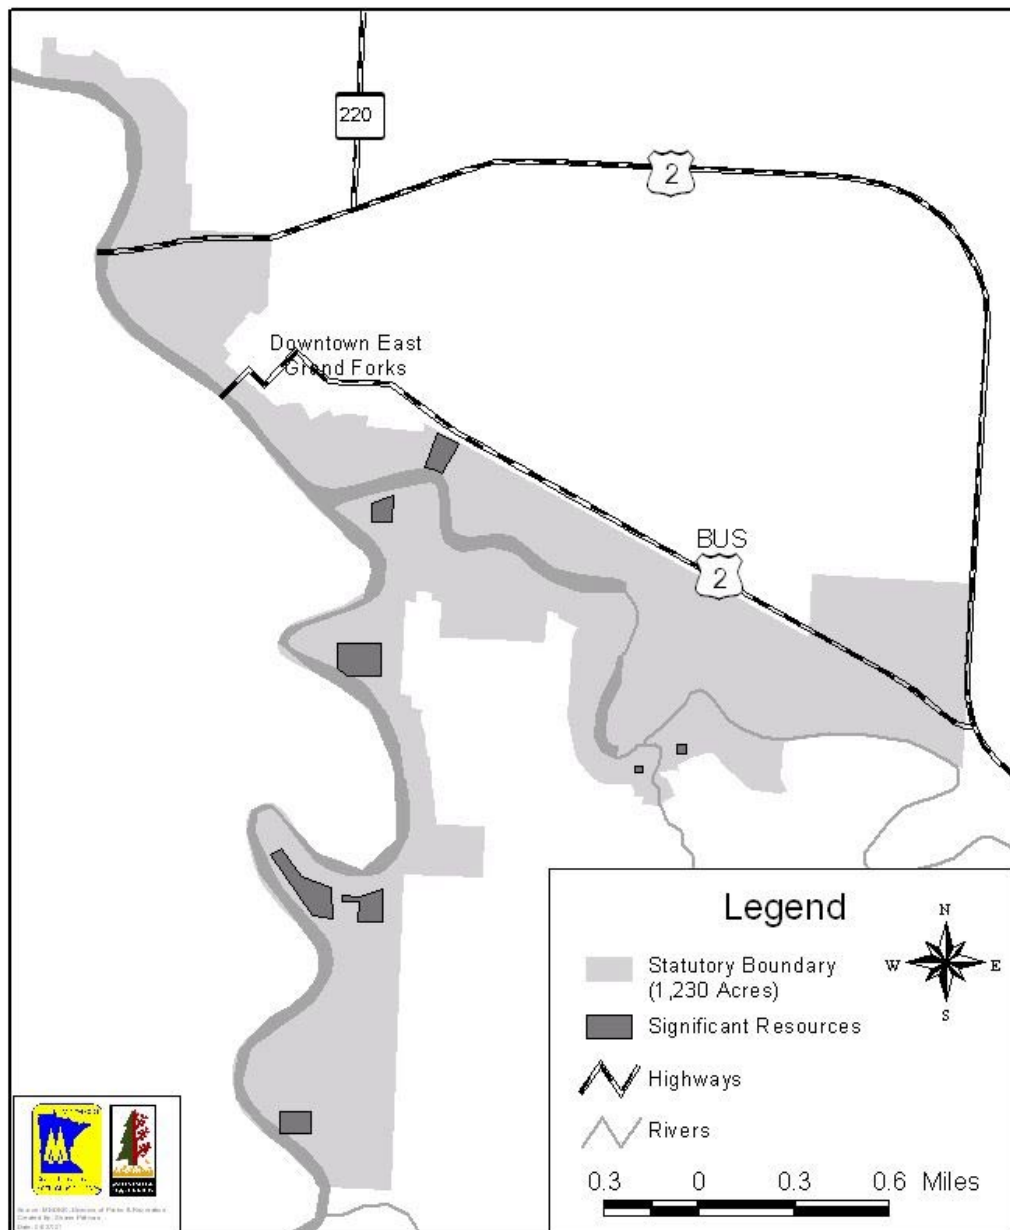 220
2
Downtown East
Grand Forks
BUS
2
Legend
N
W
E
S
Statutory Boundary
(1,230 Acres)
Significant Resources
Highways
Rivers
0.3 0 0.3 0.6 Miles